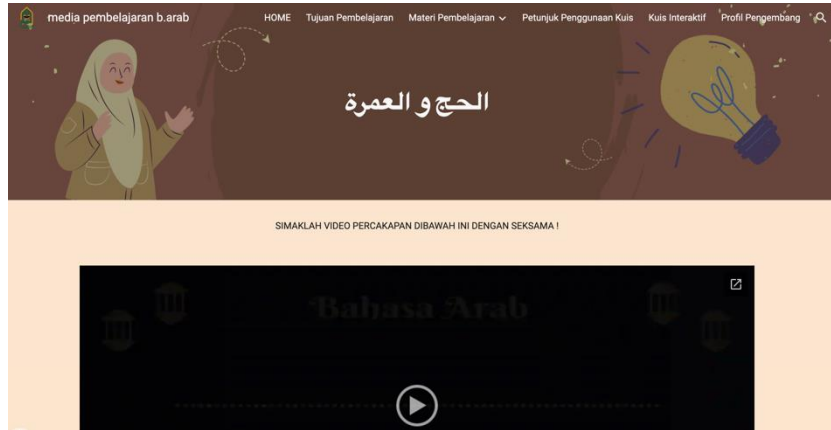 media pembelajaran b.arab
HOME Tujuan Pembelajaran Materi Pembelajaran Petunjuk Penggunaan Kuis Kuis Interaktif Profil Pengembang
الحج و العمرة
SIMAKLAH VIDEO PERCAKAPAN DIBAWAH INI DENGAN SEKSAMA !
Bahasa Arab